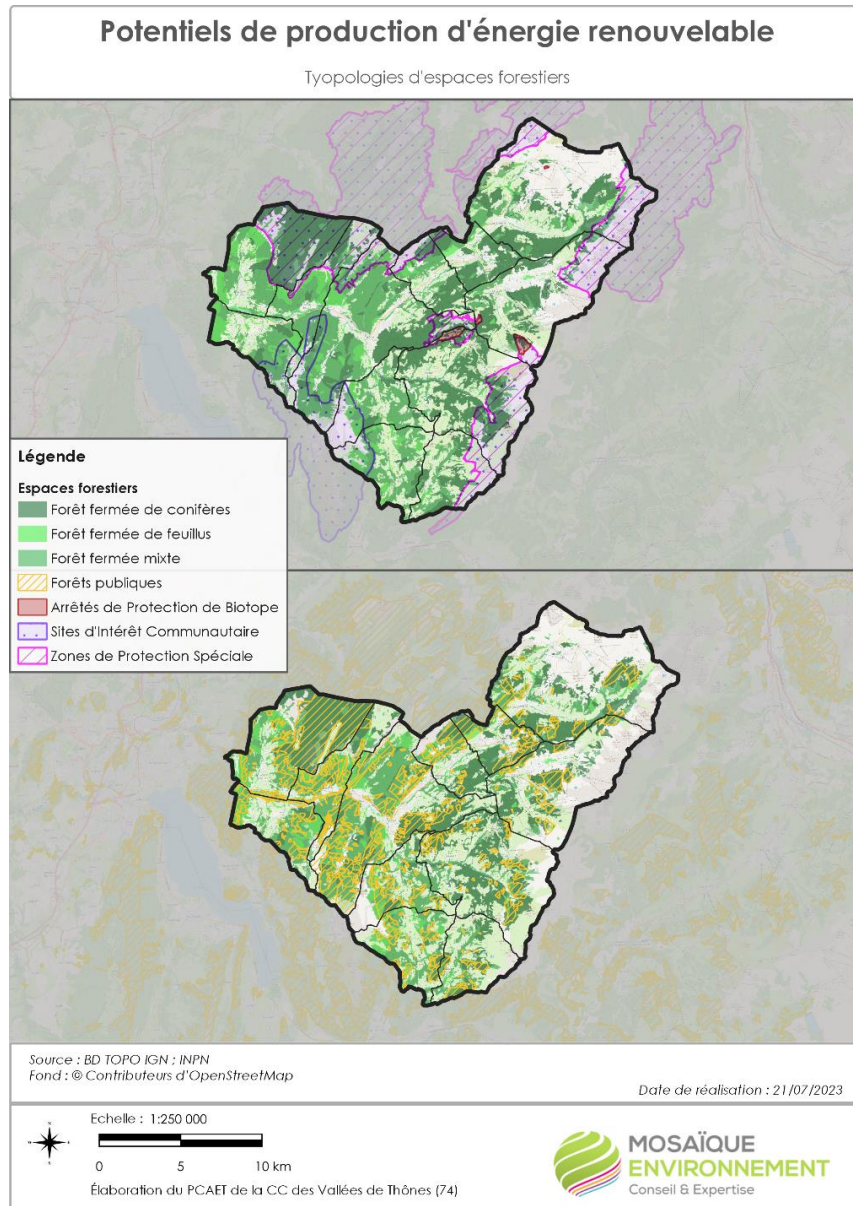 Potentiels de production d'énergie renouvelable
Tyopologies d'espaces forestiers
Légende
Espaces forestiers
Forêt fermée de conifères
Forêt fermée de feuillus
Forêt fermée mixte
Forêts publiques
Arrêtés de Protection de Biotope
Sites d'Intérêt Communautaire
Zones de Protection Spéciale
Source : BD TOPO IGN ; INPN
Fond : © Contributeurs d'OpenStreetMap
Date de réalisation : 21/07/2023
Echelle : 1:250 000
0 5 10 km
Élaboration du PCAET de la CC des Vallées de Thônes (74)
MOSAÏQUE
ENVIRONNEMENT
Conseil & Expertise